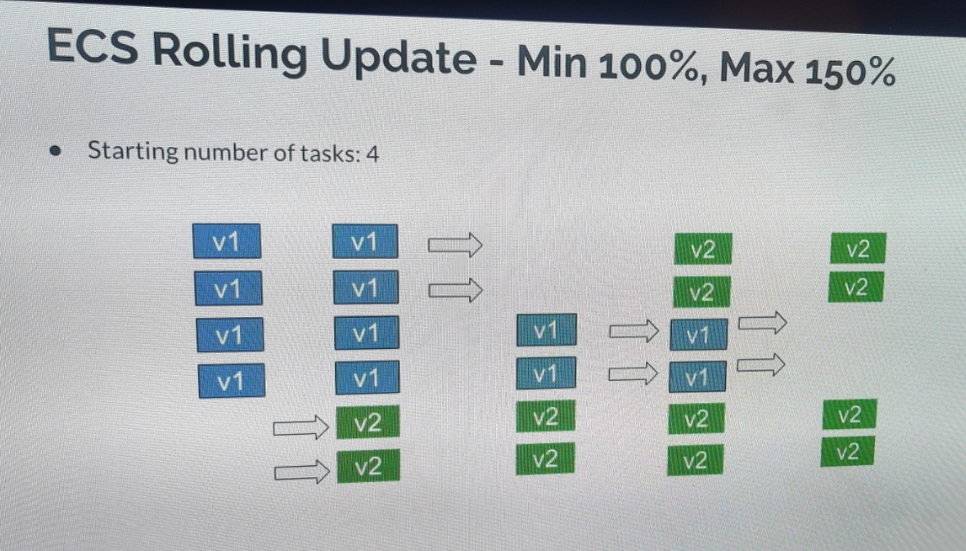 ECS Rolling Update - Min 100%, Max 150%
• Starting number of tasks: 4
v1 v1 v2 v2
v1 v1 v2 v2
v1 v1 v1 v1
v1 v1 v1 v1
v2 v2 v2 v2
v2 v2 v2 v2